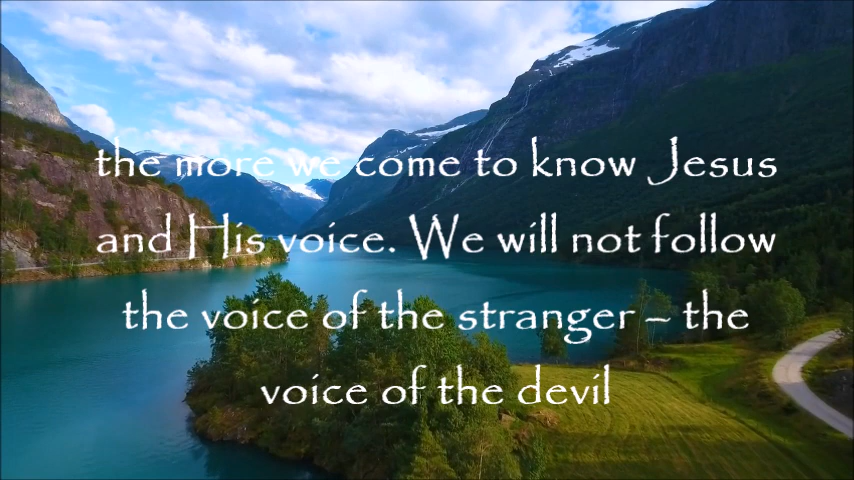 the more we come to know Jesus
and His voice. We will not follow
the voice of the stranger – the
voice of the devil